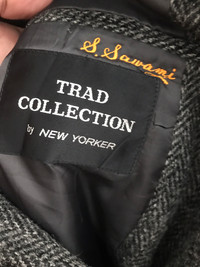 S. Sawami
TRAD
COLLECTION
by NEW YORKER